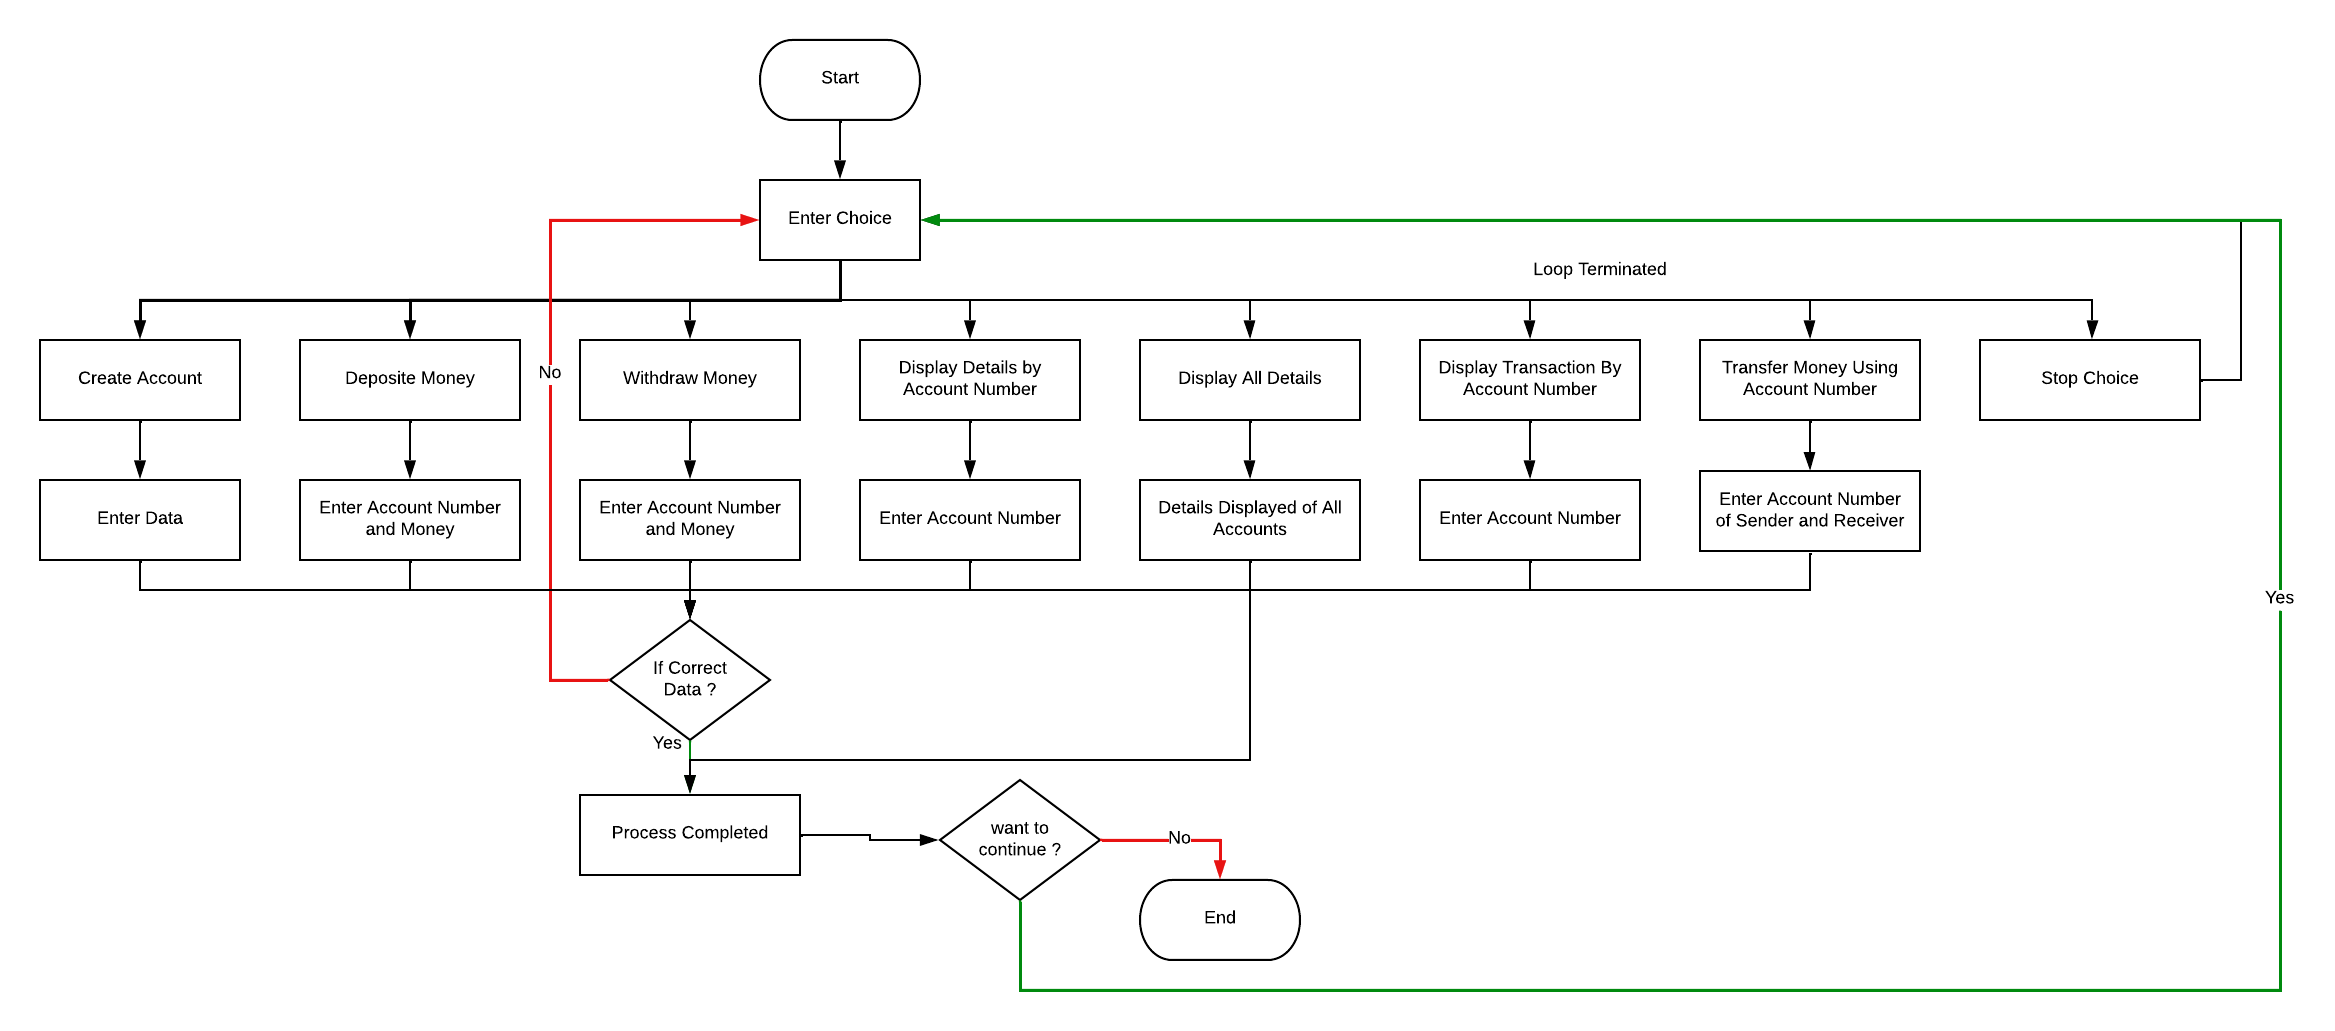 Start
Enter Choice
Loop Terminated
Create Account
Deposite Money
No
Withdraw Money
Display Details by
Account Number
Display All Details
Display Transaction By
Account Number
Transfer Money Using
Account Number
Stop Choice
Enter Data
Enter Account Number
and Money
Enter Account Number
and Money
Enter Account Number
Details Displayed of All
Accounts
Enter Account Number
Enter Account Number
of Sender and Receiver
Yes
If Correct
Data ?
Yes
Process Completed
want to
continue ?
No
End